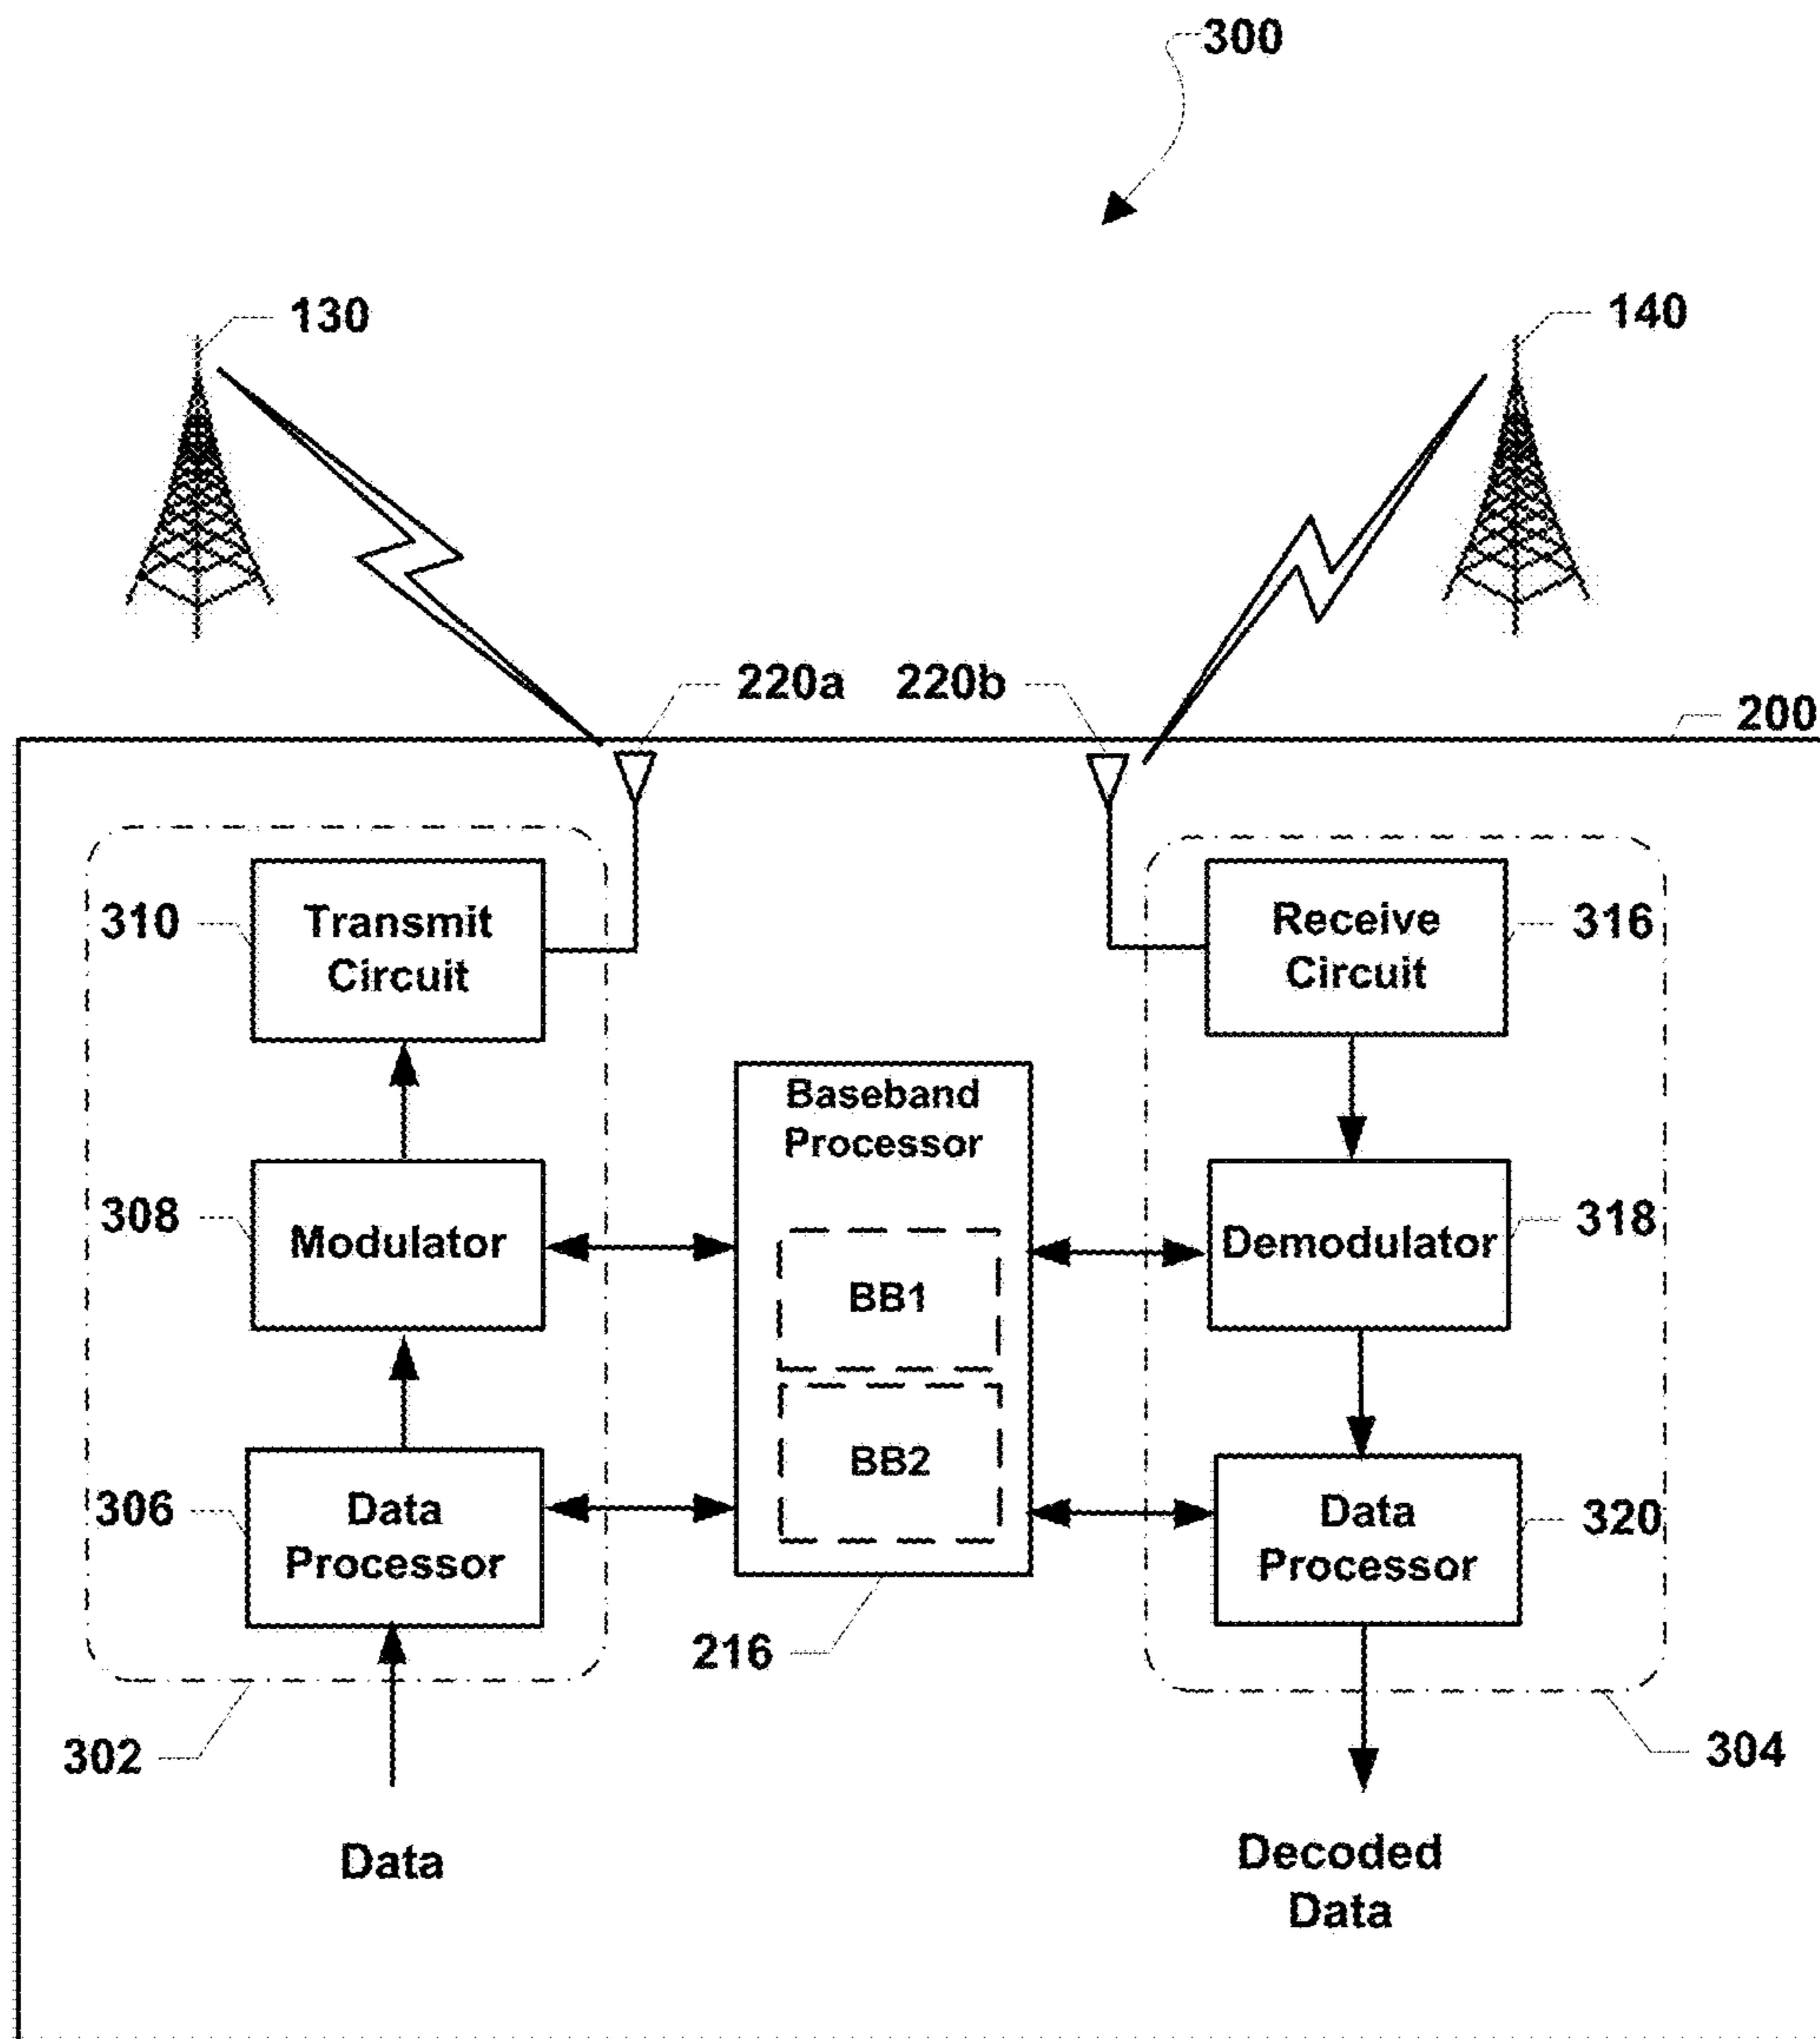 300
130
140
220a 220b
200
310
Transmit
Circuit
Receive
Circuit
316
Baseband
Processor
308
Modulator
Demodulator
318
BB1
BB2
306
Data
Processor
Data
Processor
320
216
302
304
Data
Decoded
Data